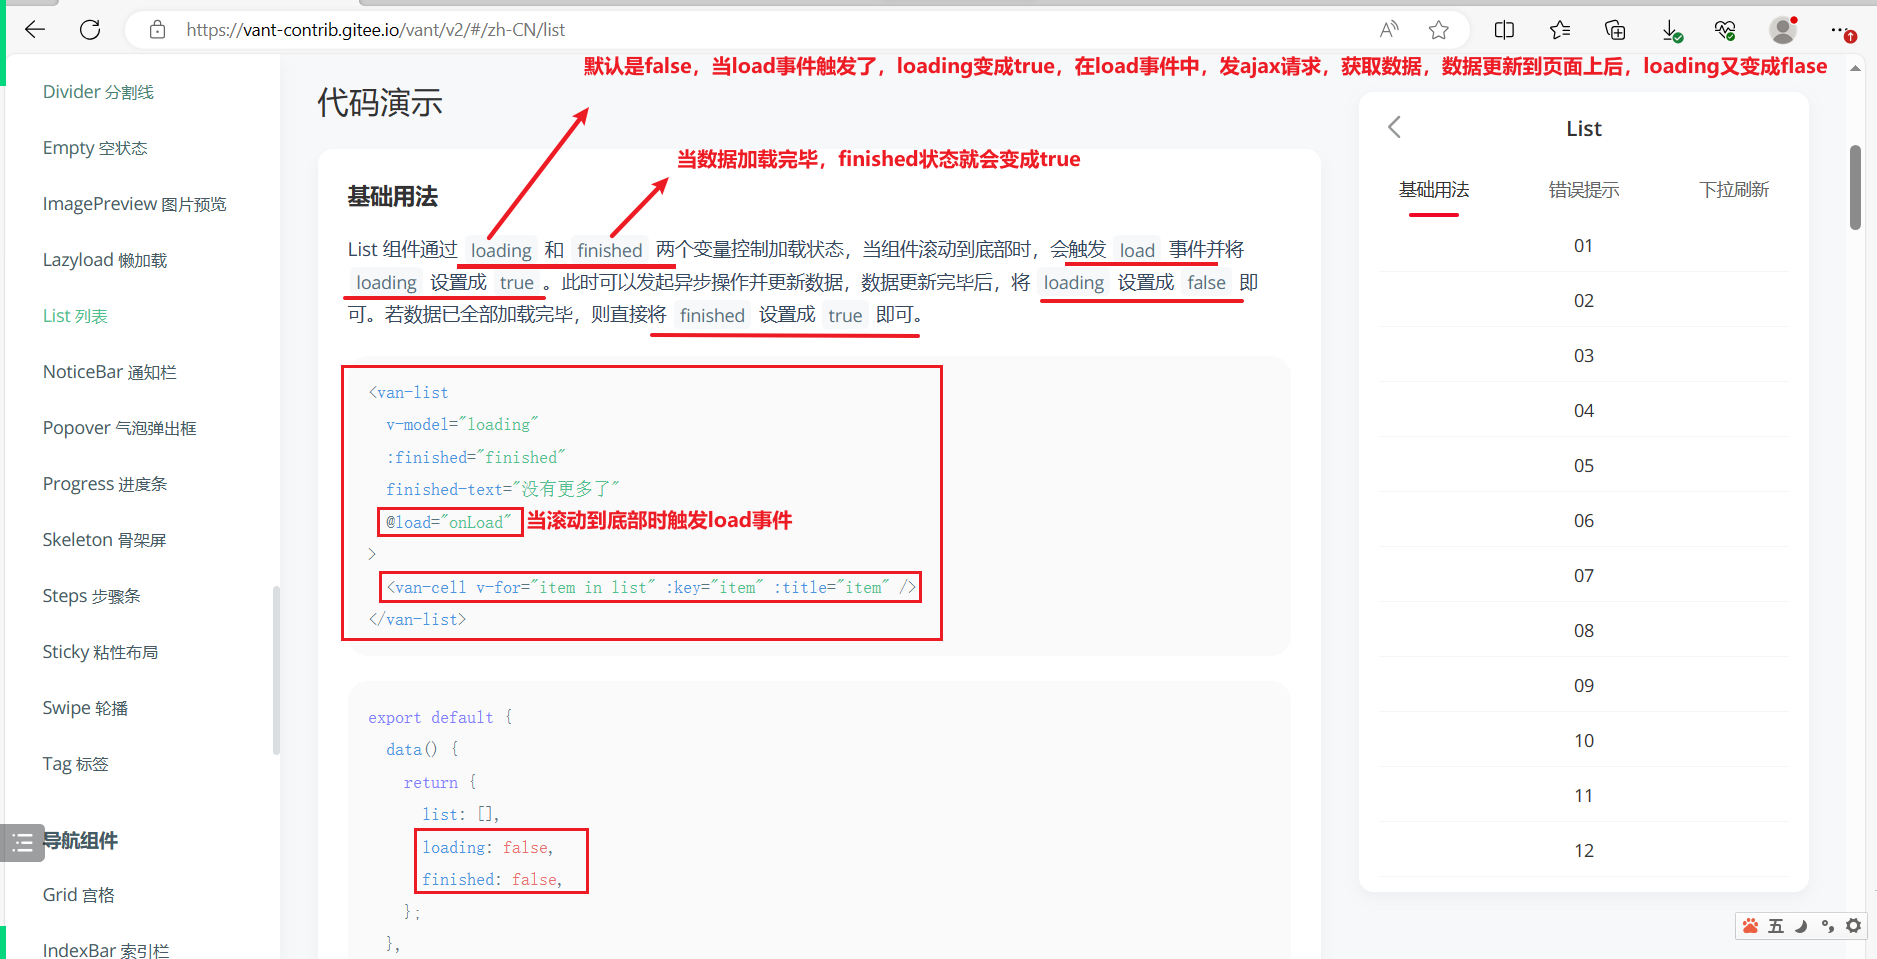 https://vant-contrib.gitee.io/vant/v2/#/zh-CN/list
默认是false，当load事件触发了，loading变成true，在load事件中，发ajax请求，获取数据，数据更新到页面上后，loading又变成flase
Divider 分割线
Empty 空状态
ImagePreview 图片预览
Lazyload 懒加载
List 列表
NoticeBar 通知栏
Popover 气泡弹出框
Progress 进度条
Skeleton 骨架屏
Steps 步骤条
Sticky 粘性布局
Swipe 轮播
Tag 标签
导航组件
Grid 宫格
IndexBar 索引栏
代码演示
当数据加载完毕，finished状态就会变成true
基础用法
List 组件通过 loading 和 finished 两个变量控制加载状态，当组件滚动到底部时，会触发 load 事件并将
loading 设置成 true 。此时可以发起异步操作并更新数据，数据更新完毕后，将 loading 设置成 false 即
可。若数据已全部加载完毕，则直接将 finished 设置成 true 即可。
<van-list
v-model="loading"
:finished="finished"
finished-text="没有更多了"
@load="onLoad" 当滚动到底部时触发load事件
>
<van-cell v-for="item in list" :key="item" :title="item" />
</van-list>
export default {
data() {
return {
list: [],
loading: false,
finished: false,
};
},
List
基础用法 错误提示 下拉刷新
01
02
03
04
05
06
07
08
09
10
11
12
五